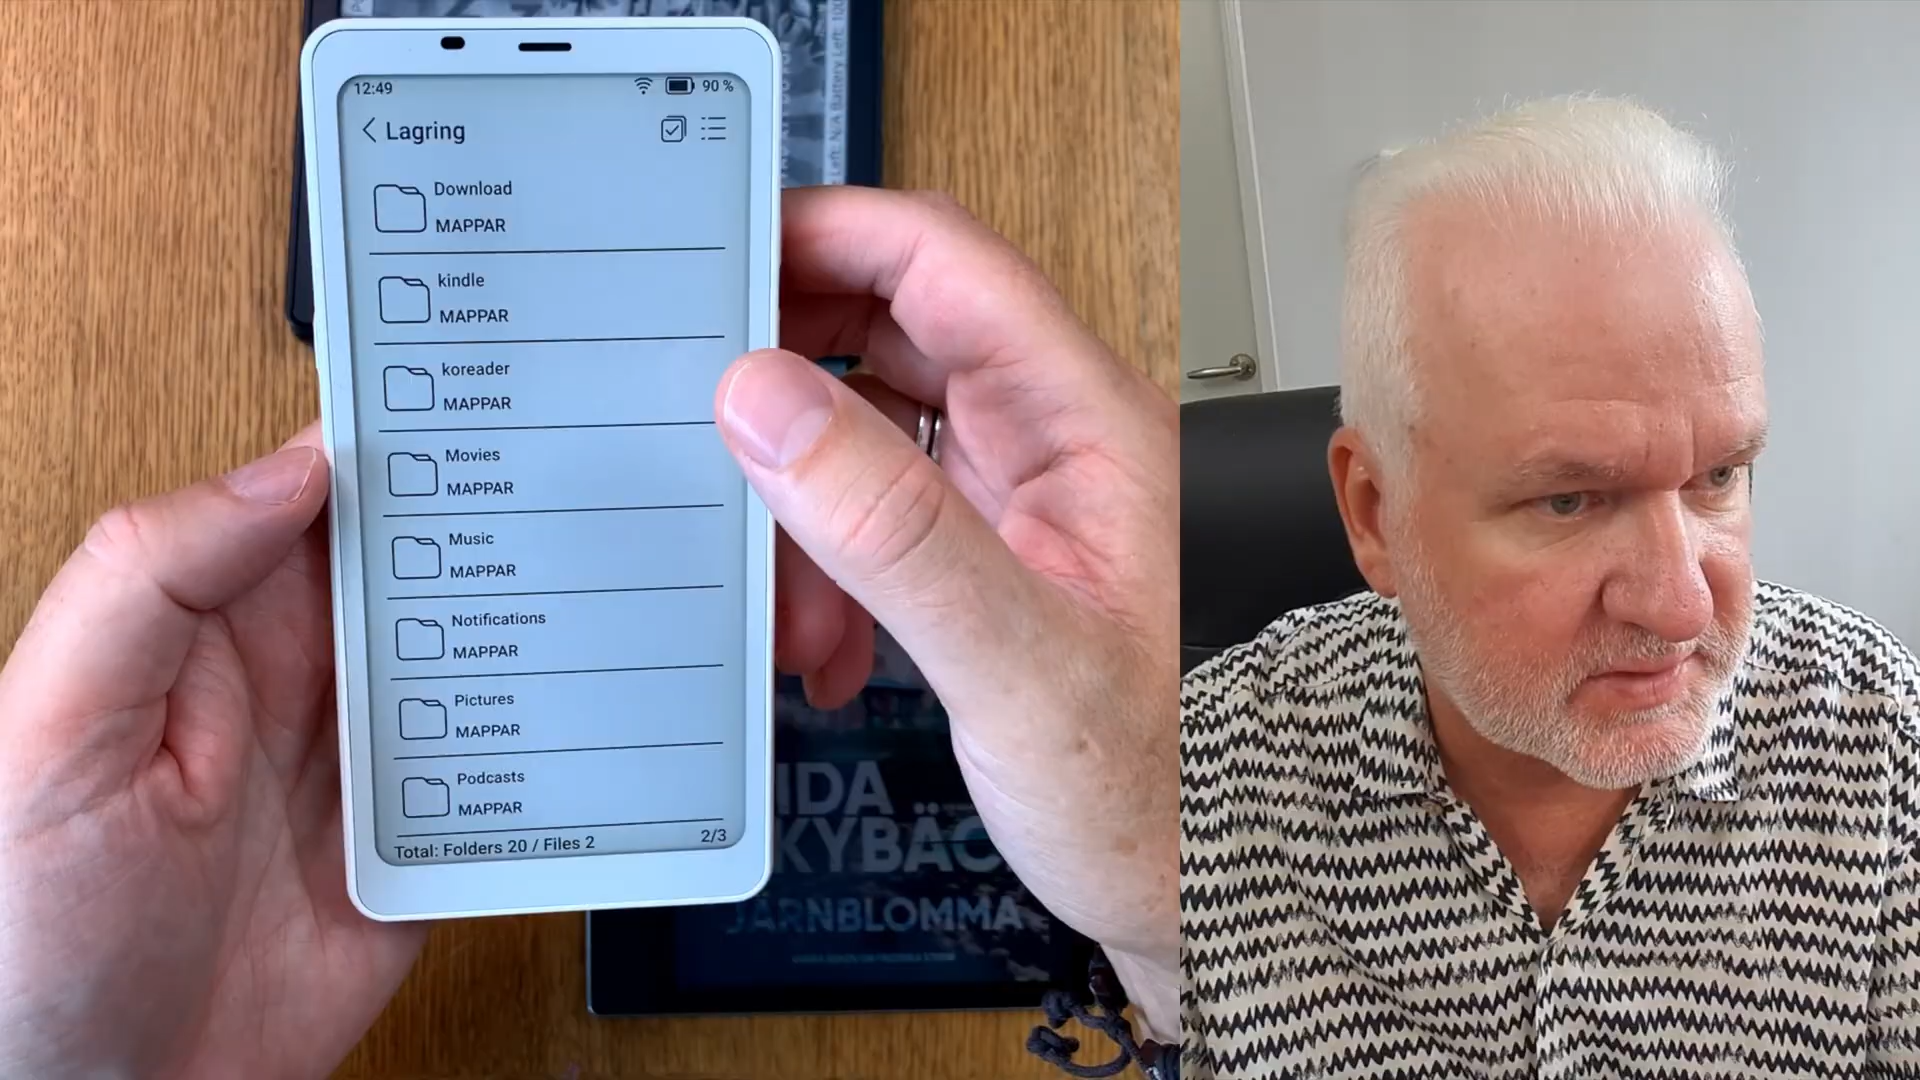 12:49
90 %
Lagring
Download
MAPPAR
kindle
MAPPAR
koreader
MAPPAR
Movies
MAPPAR
Music
MAPPAR
Notifications
MAPPAR
Pictures
MAPPAR
Podcasts
MAPPAR
Total: Folders 20 / Files 2
2/3
IDA
KYBÄC
JÄRNBLOMMA